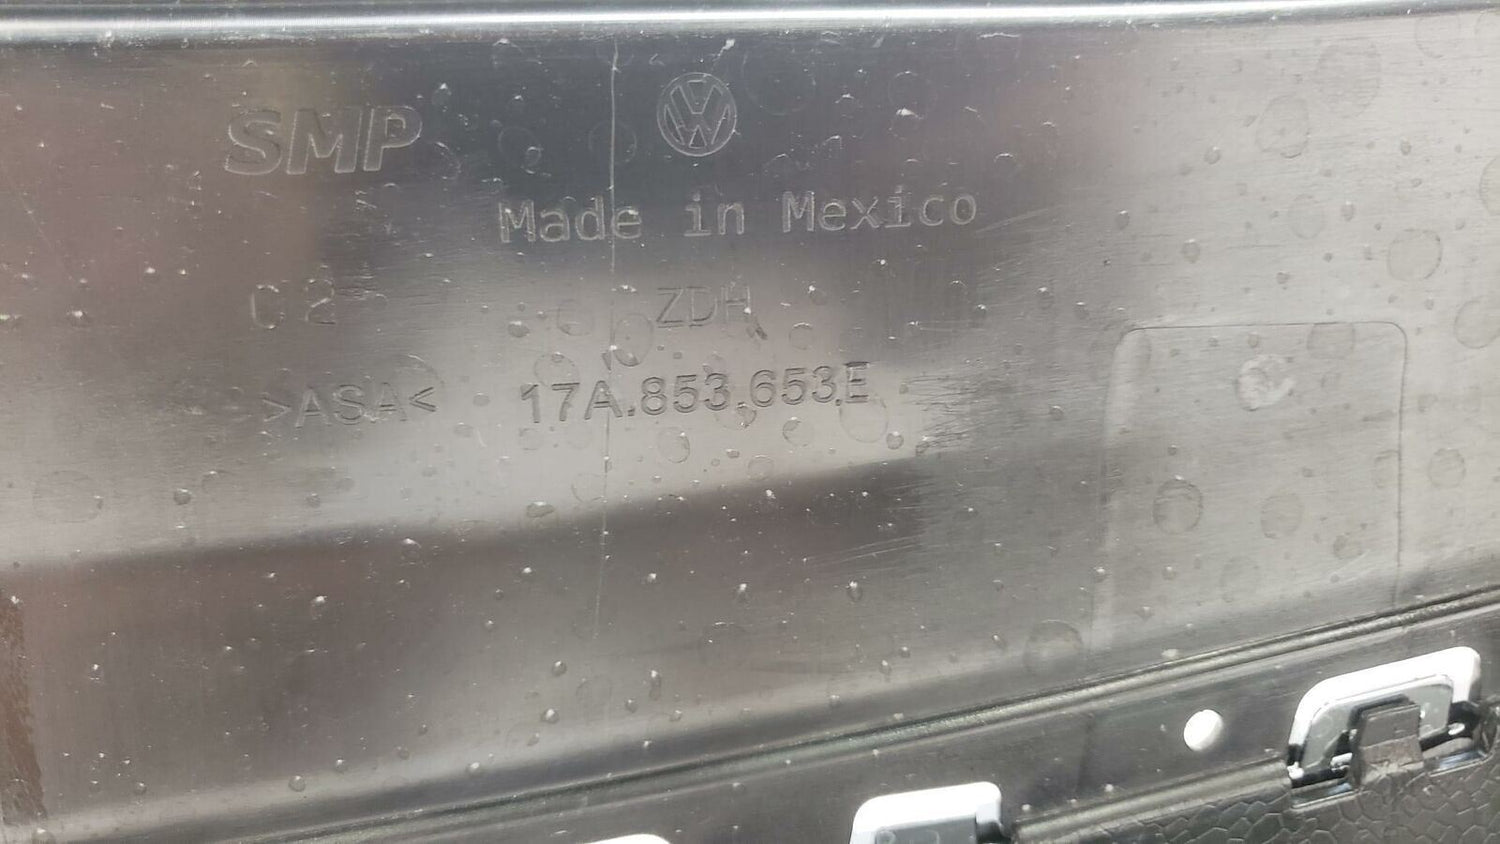 SMP
Made in Mexico
C2
ZDH
>ASA<
17A.853.653.E